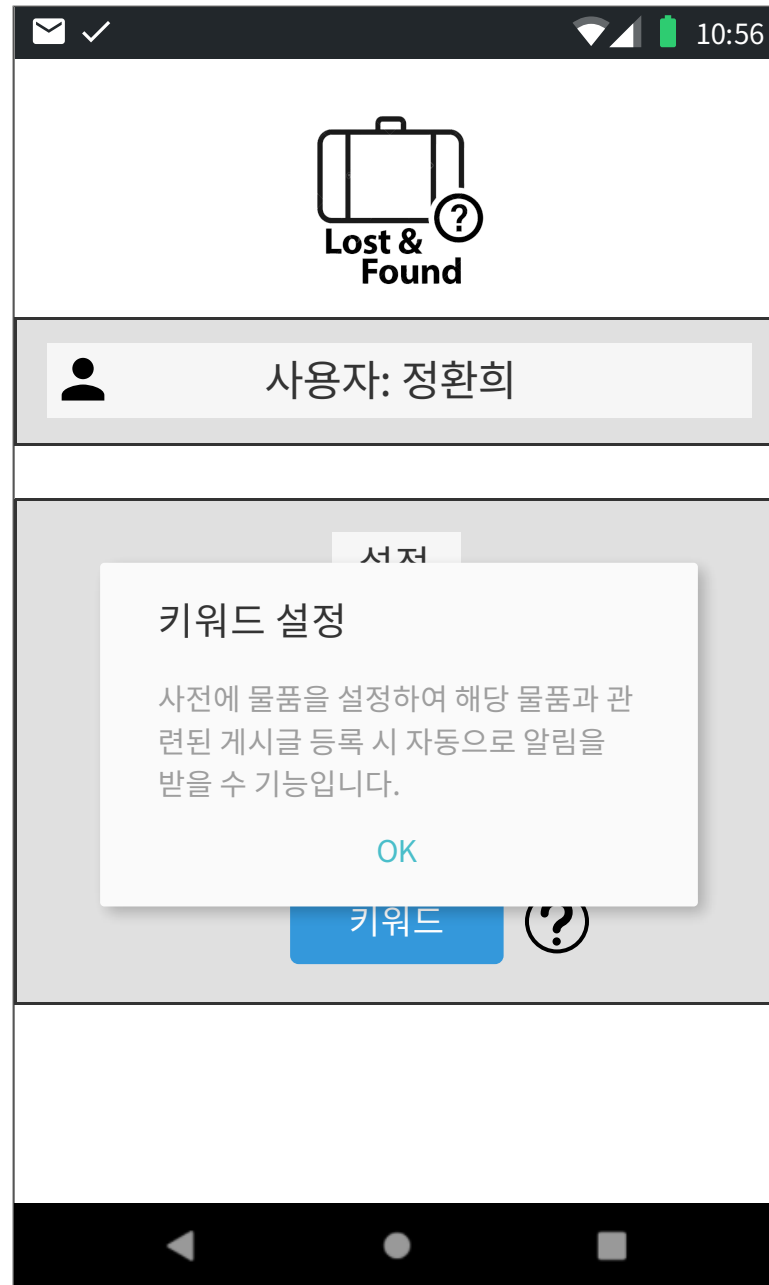 10:56
Lost &
Found
사용자: 정환희
설정
키워드 설정
사전에 물품을 설정하여 해당 물품과 관
련된 게시글 등록 시 자동으로 알림을
받을 수 기능입니다.
OK
키워드